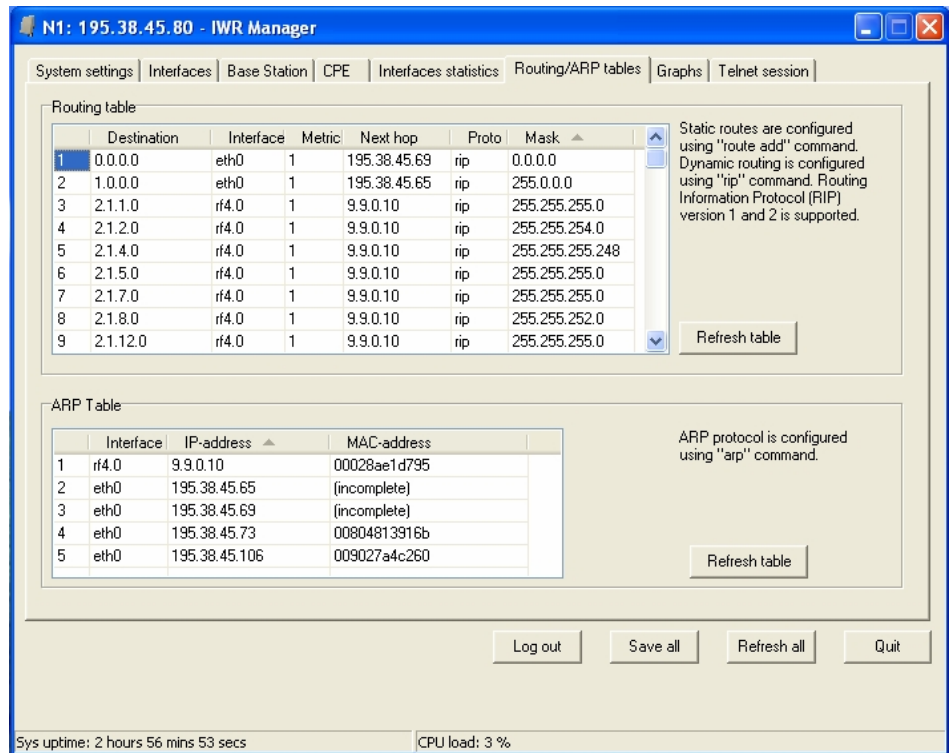 N1: 195.38.45.80 - IWR Manager
System settings Interfaces Base Station CPE Interfaces statistics Routing/ARP tables Graphs Telnet session
Routing table
Destination Interface Metric Next hop Proto Mask
1 0.0.0.0 eth0 1 195.38.45.69 rip 0.0.0.0
2 1.0.0.0 eth0 1 195.38.45.65 rip 255.0.0.0
3 2.1.1.0 rf4.0 1 9.9.0.10 rip 255.255.255.0
4 2.1.2.0 rf4.0 1 9.9.0.10 rip 255.255.254.0
5 2.1.4.0 rf4.0 1 9.9.0.10 rip 255.255.255.248
6 2.1.5.0 rf4.0 1 9.9.0.10 rip 255.255.255.0
7 2.1.7.0 rf4.0 1 9.9.0.10 rip 255.255.255.0
8 2.1.8.0 rf4.0 1 9.9.0.10 rip 255.255.252.0
9 2.1.12.0 rf4.0 1 9.9.0.10 rip 255.255.255.0
Static routes are configured
using "route add" command.
Dynamic routing is configured
using "rip" command. Routing
Information Protocol (RIP)
version 1 and 2 is supported.
Refresh table
ARP Table
Interface IP-address MAC-address
1 rf4.0 9.9.0.10 00028ae1d795
2 eth0 195.38.45.65 (incomplete)
3 eth0 195.38.45.69 (incomplete)
4 eth0 195.38.45.73 00804813916b
5 eth0 195.38.45.106 009027a4c260
ARP protocol is configured
using "arp" command.
Refresh table
Log out Save all Refresh all Quit
Sys uptime: 2 hours 56 mins 53 secs CPU load: 3 %